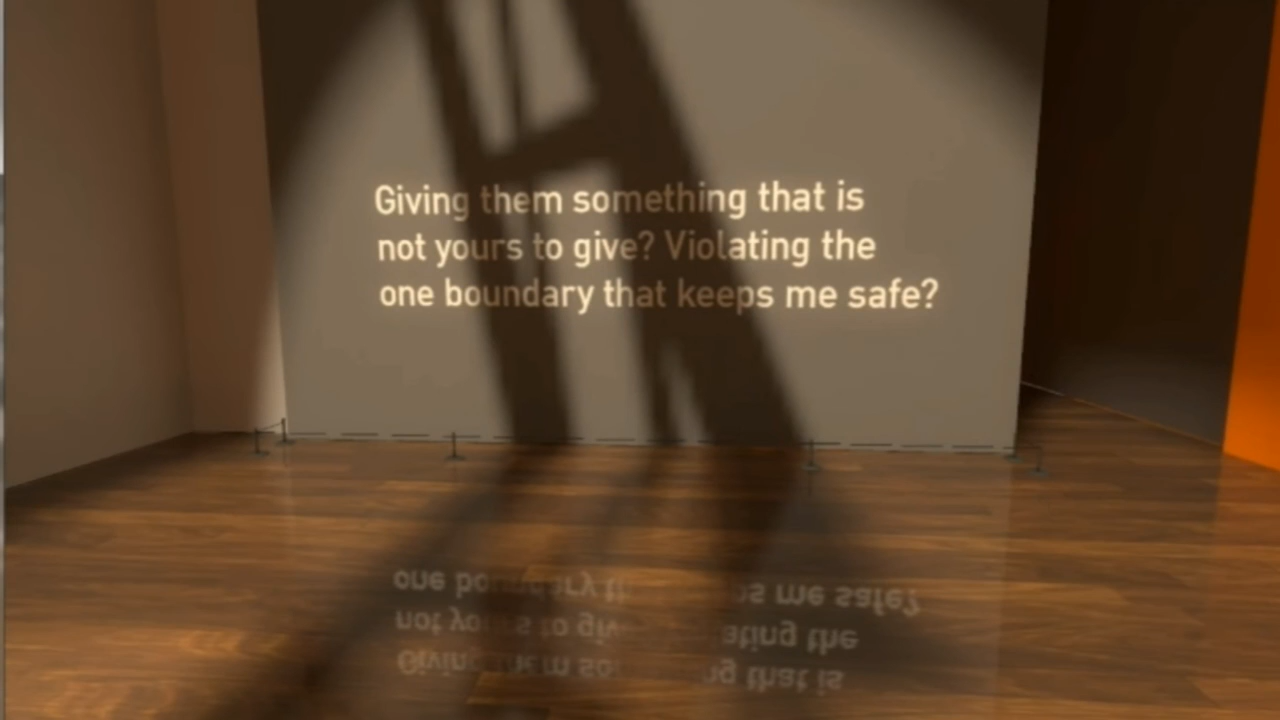 Giving them something that is
not yours to give? Violating the
one boundary that keeps me safe?